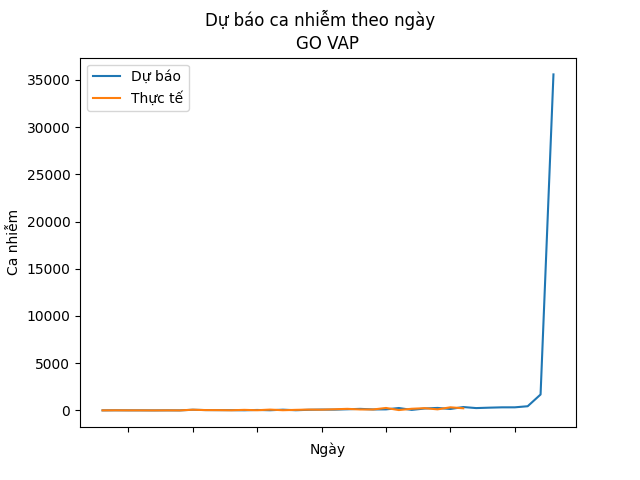 Dự báo ca nhiễm theo ngày
GO VAP
Dự báo
Thực tế
35000
30000
25000
20000
15000
10000
5000
0
Ca nhiễm
Ngày